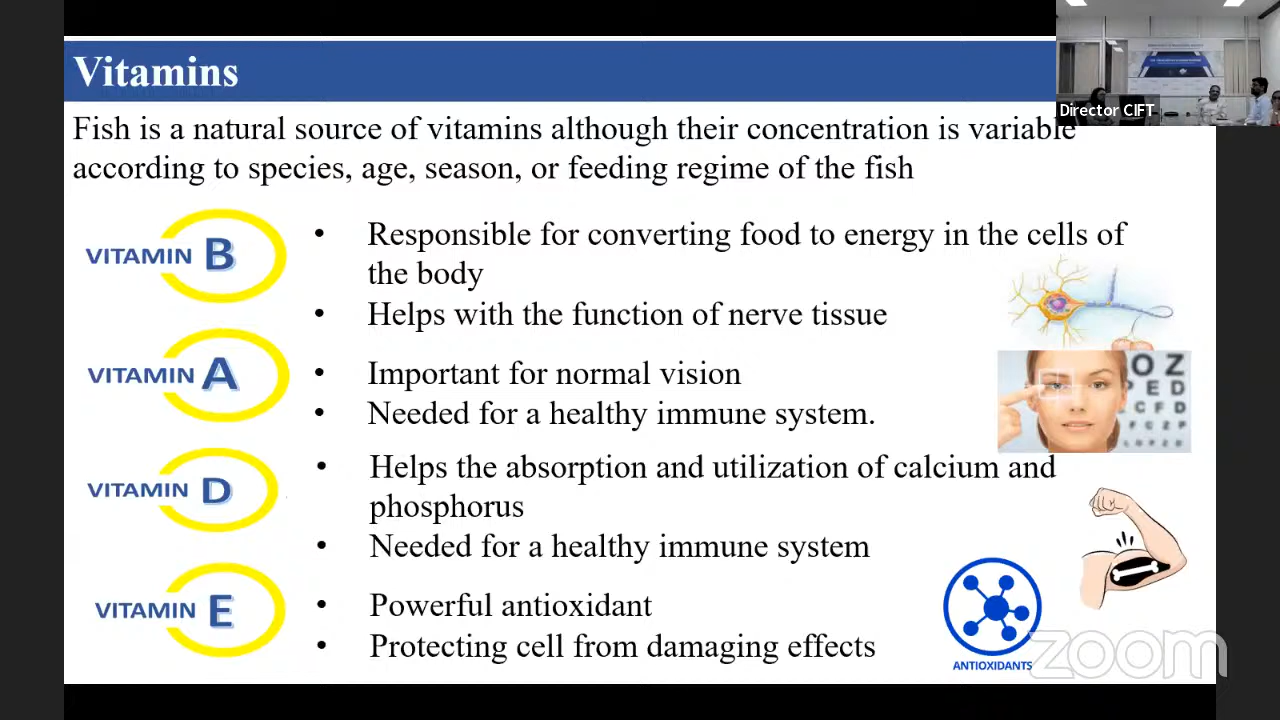 Vitamins
Director CIFT
Fish is a natural source of vitamins although their concentration is variable
according to species, age, season, or feeding regime of the fish
VITAMIN B
• Responsible for converting food to energy in the cells of
the body
• Helps with the function of nerve tissue
VITAMIN A
• Important for normal vision
• Needed for a healthy immune system.
OZ
PED
ECFD
VITAMIN D
• Helps the absorption and utilization of calcium and
phosphorus
• Needed for a healthy immune system
VITAMIN E
• Powerful antioxidant
• Protecting cell from damaging effects
ANTIOXIDANTS
zoom